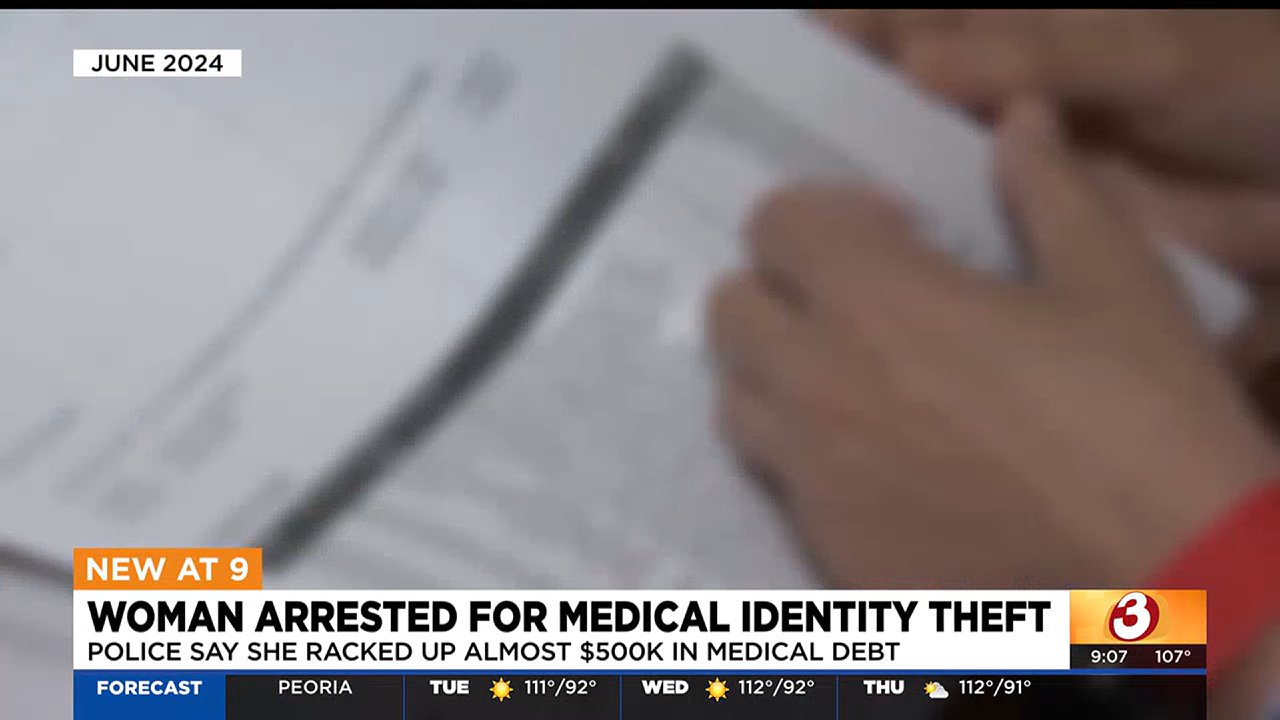 JUNE 2024
NEW AT 9
WOMAN ARRESTED FOR MEDICAL IDENTITY THEFT
POLICE SAY SHE RACKED UP ALMOST $500K IN MEDICAL DEBT
3
9:07 107°
FORECAST PEORIA TUE 111°/92° WED 112°/92° THU 112°/91°